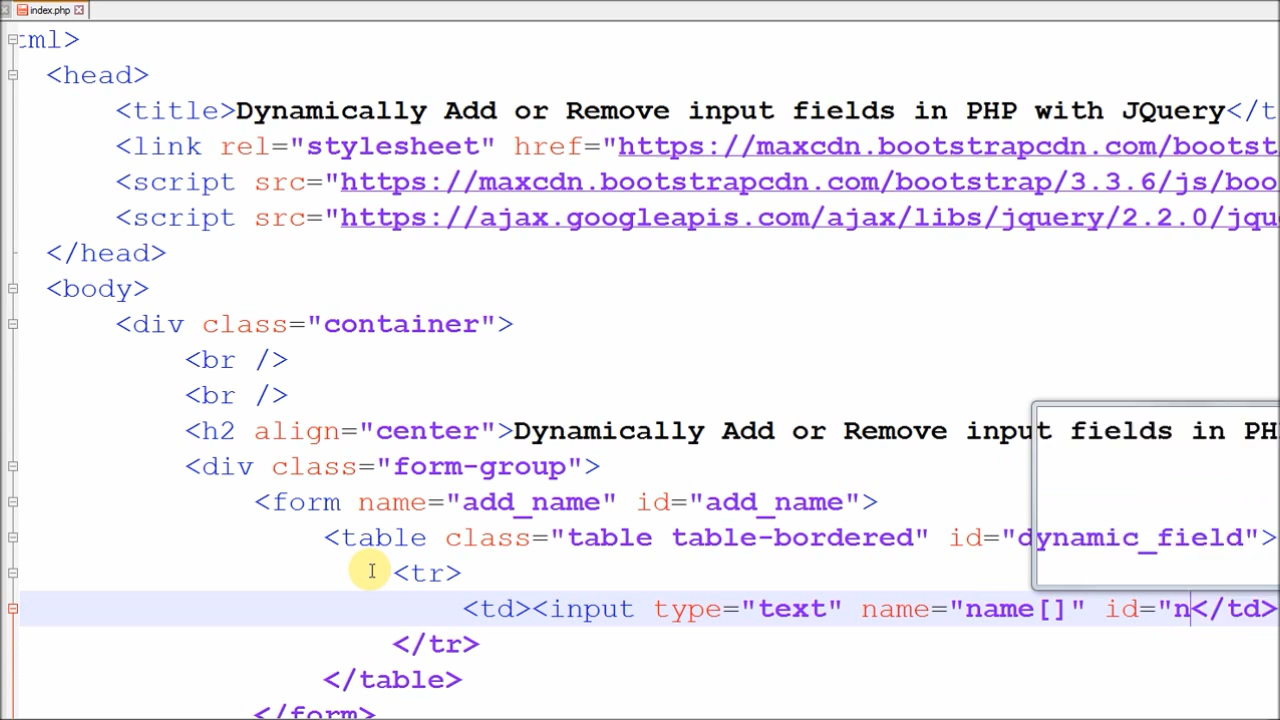 index.php
tml>
<head>
<title>Dynamically Add or Remove input fields in PHP with JQuery</t
<link rel="stylesheet" href="https://maxcdn.bootstrapcdn.com/bootst
<script src="https://maxcdn.bootstrapcdn.com/bootstrap/3.3.6/js/boo
<script src="https://ajax.googleapis.com/ajax/libs/jquery/2.2.0/jqu
</head>
<body>
<div class="container">
<br />
<br />
<h2 align="center">Dynamically Add or Remove input fields in PH
<div class="form-group">
<form name="add_name" id="add_name">
<table class="table table-bordered" id="dynamic_field">
<tr>
<td><input type="text" name="name[]" id="n</td>
</tr>
</table>
</form>